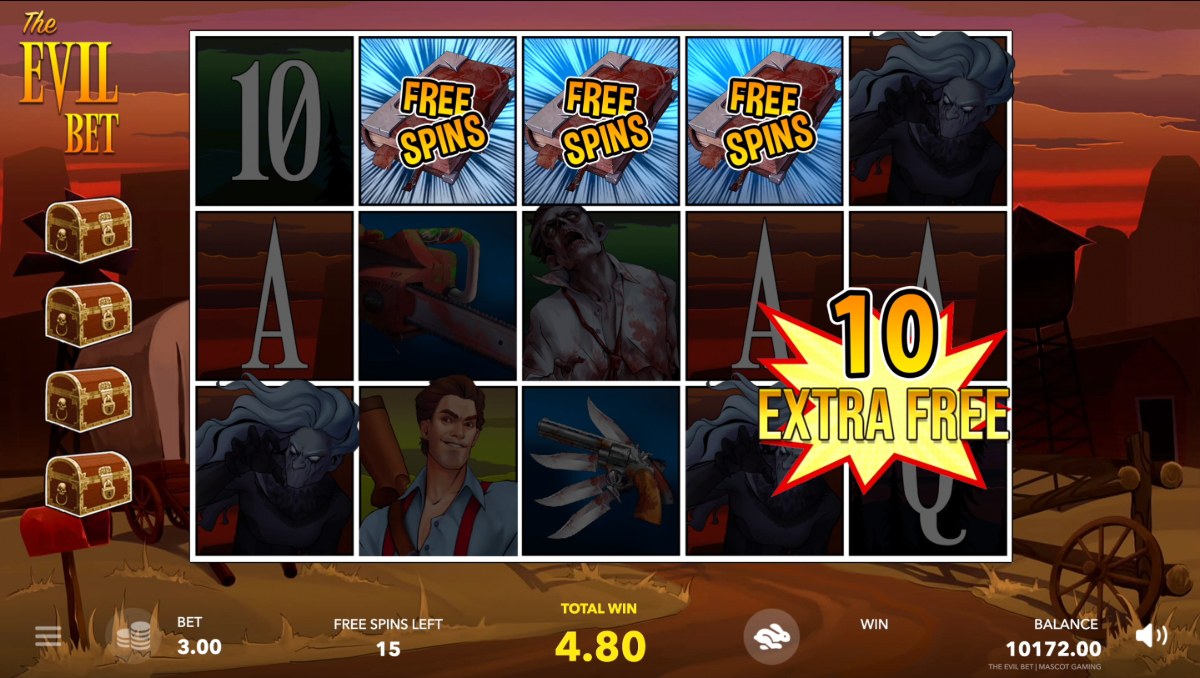 The
EVIL
BET
10
FREE
SPINS
FREE
SPINS
FREE
SPINS
A
A
A
10
EXTRA FREE
Q
BET
3.00
FREE SPINS LEFT
15
TOTAL WIN
4.80
WIN
BALANCE
10172.00
THE EVIL BET | MASCOT GAMING